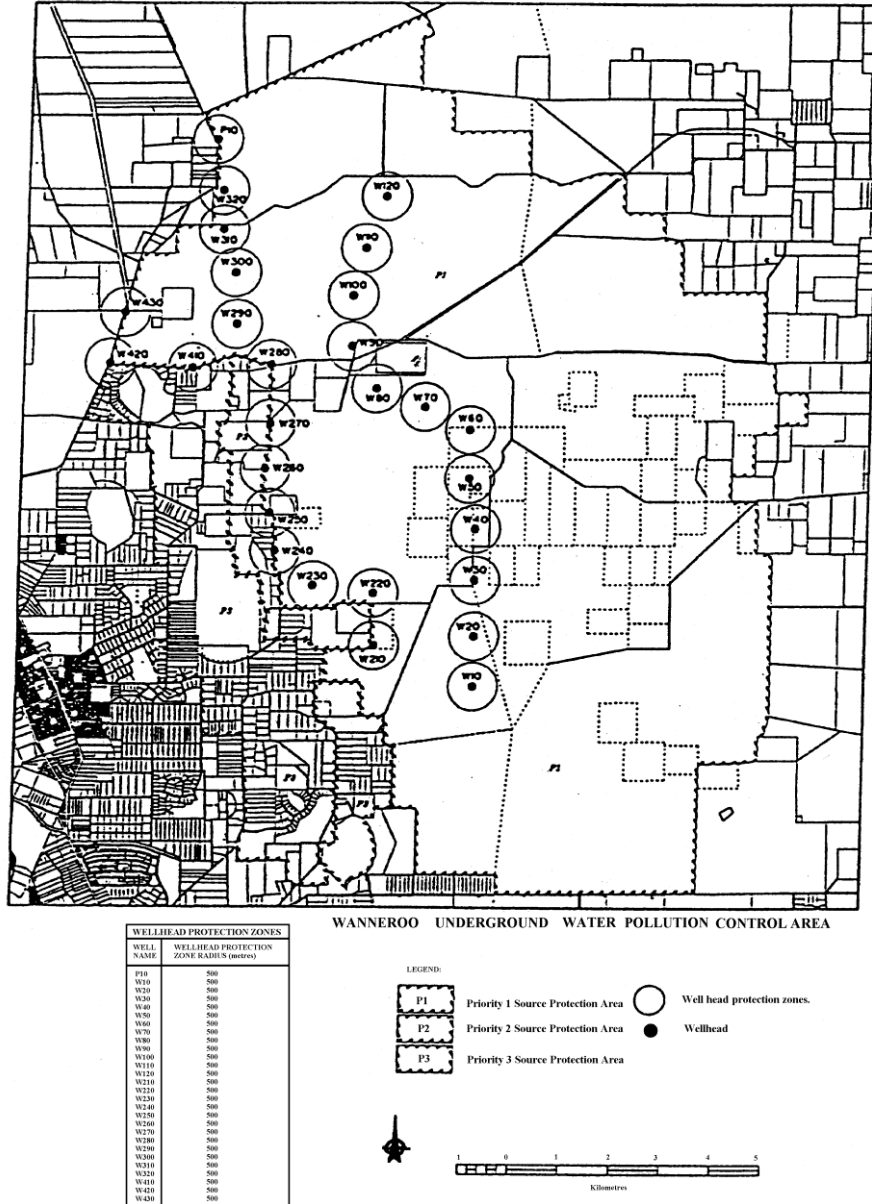 P10
W320
W120
W310
W110
W300
P1
W100
W430
W290
W90
W420
W410
W280
W80
W70
W270
W60
W260
W50
W250
W40
W240
W230
W220
W30
W20
W210
W10
WANNEROO UNDERGROUND WATER POLLUTION CONTROL AREA
WELLHEAD PROTECTION ZONES
WELL NAME WELLHEAD PROTECTION ZONE RADIUS (metres)
P10 500
W10 500
W20 500
W30 500
W40 500
W50 500
W60 500
W70 500
W80 500
W90 500
W100 500
W110 500
W120 500
W210 500
W220 500
W230 500
W240 500
W250 500
W260 500
W270 500
W280 500
W290 500
W300 500
W310 500
W320 500
W410 500
W420 500
W430 500
LEGEND:
P1 Priority 1 Source Protection Area
Well head protection zones.
P2 Priority 2 Source Protection Area
Wellhead
P3 Priority 3 Source Protection Area
1 0 1 2 3 4 5
Kilometres